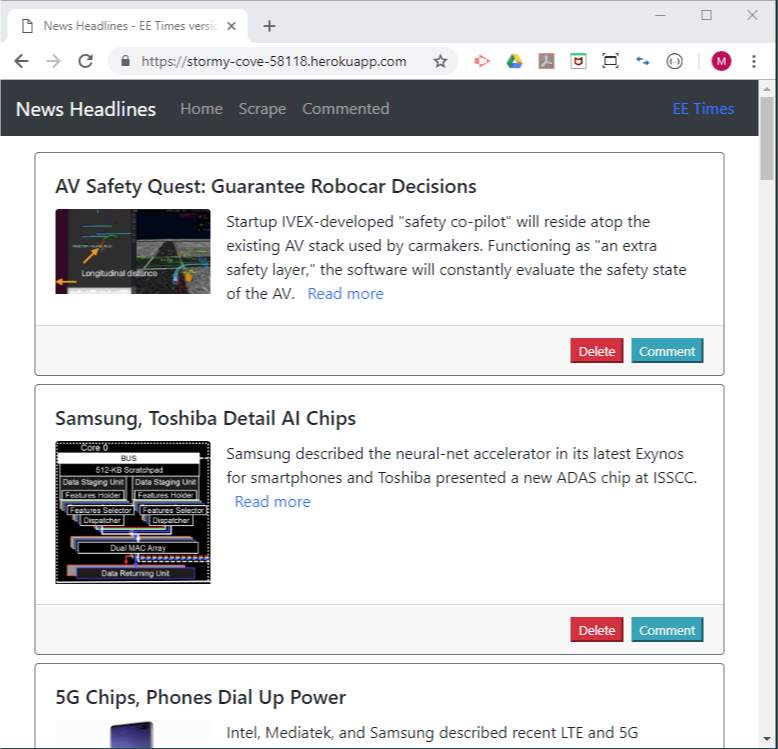 News Headlines - EE Times versic
https://stormy-cove-58118.herokuapp.com
M
News Headlines Home Scrape Commented EE Times
AV Safety Quest: Guarantee Robocar Decisions
Longitudinal distance
Startup IVEX-developed "safety co-pilot" will reside atop the
existing AV stack used by carmakers. Functioning as "an extra
safety layer," the software will constantly evaluate the safety state
of the AV. Read more
Delete Comment
Samsung, Toshiba Detail AI Chips
Core 0
BUS
512-KB Scratchpad
Data Staging Unit Data Staging Unit
Features Holder Features Holder
Features Selector Features Selector
Dispatcher Dispatcher
Dual MAC Array
Data Returning Unit
Samsung described the neural-net accelerator in its latest Exynos
for smartphones and Toshiba presented a new ADAS chip at ISSCC.
Read more
Delete Comment
5G Chips, Phones Dial Up Power
Intel, Mediatek, and Samsung described recent LTE and 5G